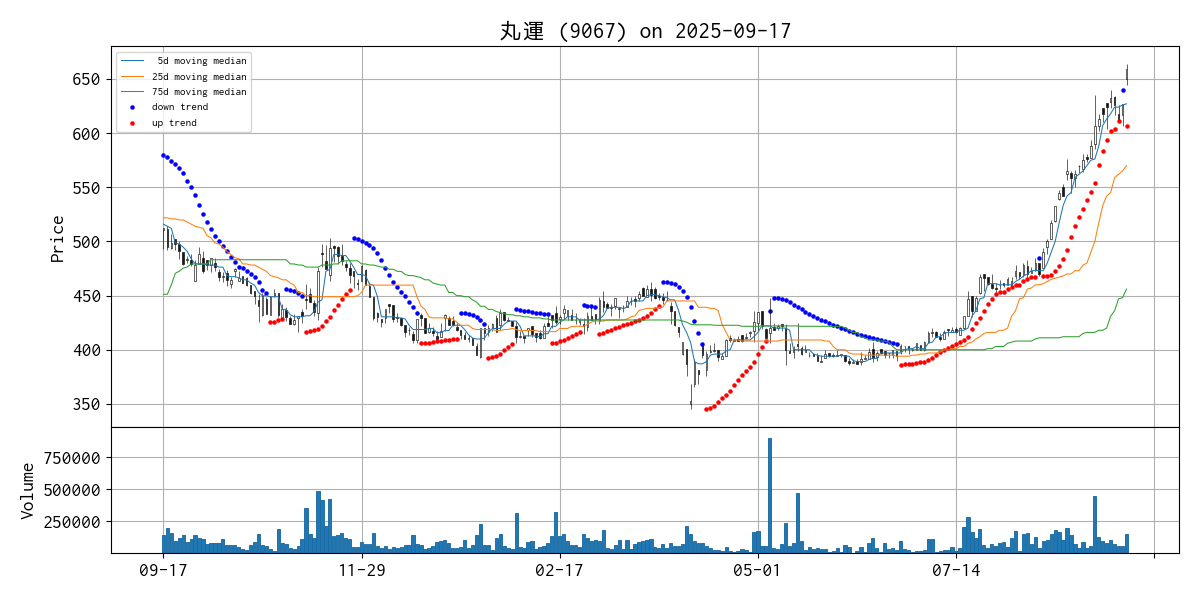 丸運 (9067) on 2025-09-17
5d moving median
25d moving median
75d moving median
down trend
up trend
Price
650
600
550
500
450
400
350
Volume
750000
500000
250000
09-17
11-29
02-17
05-01
07-14